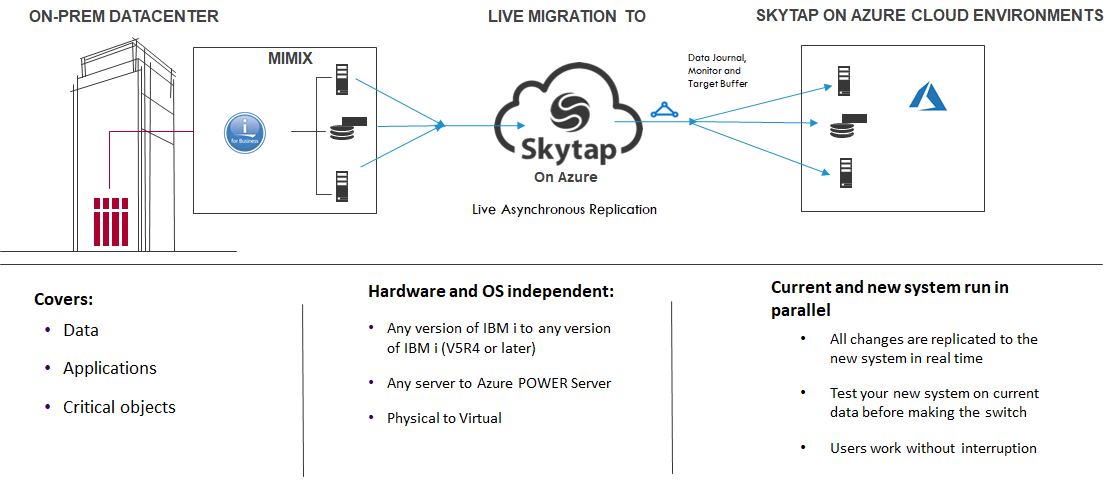 ON-PREM DATACENTER
LIVE MIGRATION TO
SKYTAP ON AZURE CLOUD ENVIRONMENTS
MIMIX
i
for Business
Data Journal,
Monitor and
Target Buffer
Skytap
On Azure
Live Asynchronous Replication
Covers:
• Data
• Applications
• Critical objects
Hardware and OS independent:
• Any version of IBM i to any version
of IBM i (V5R4 or later)
• Any server to Azure POWER Server
• Physical to Virtual
Current and new system run in
parallel
• All changes are replicated to the
new system in real time
• Test your new system on current
data before making the switch
• Users work without interruption